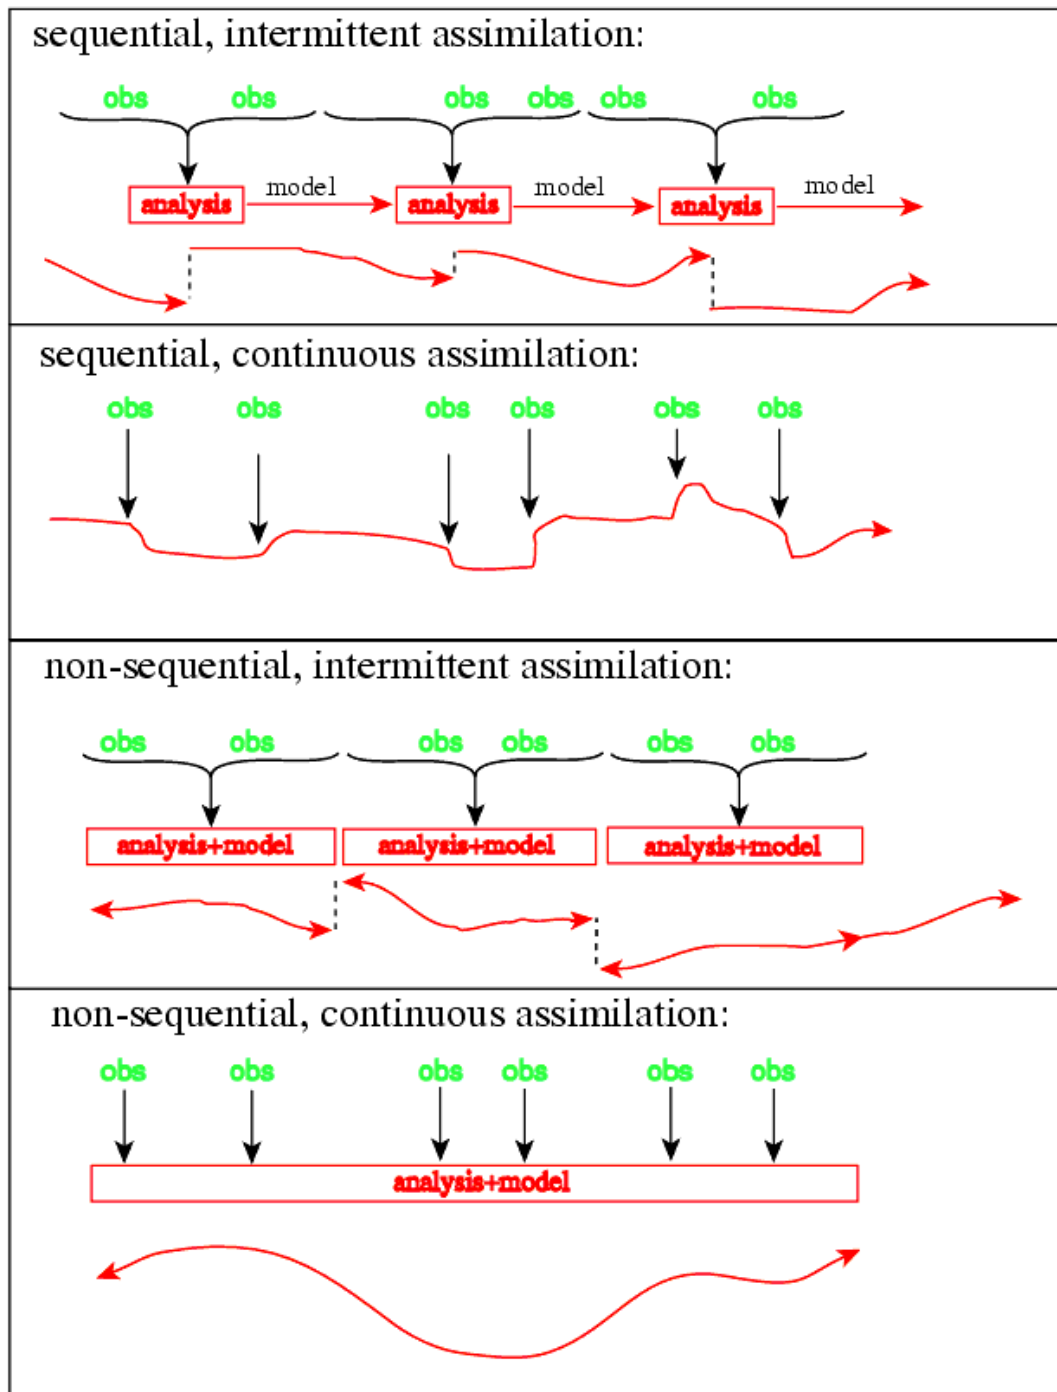 sequential, intermittent assimilation:
obs obs obs obs obs obs
analysis model analysis model analysis model
sequential, continuous assimilation:
obs obs obs obs obs obs
non-sequential, intermittent assimilation:
obs obs obs obs obs obs
analysis+model analysis+model analysis+model
non-sequential, continuous assimilation:
obs obs obs obs obs obs
analysis+model